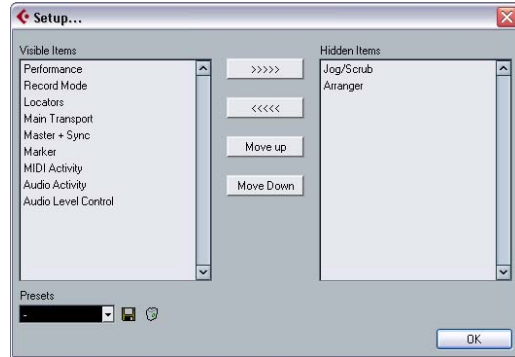 Setup...
Visible Items
Performance
Record Mode
Locators
Main Transport
Master + Sync
Marker
MIDI Activity
Audio Activity
Audio Level Control
>>>>>
<<<<<
Move up
Move Down
Hidden Items
Jog/Scrub
Arranger
Presets
-
OK